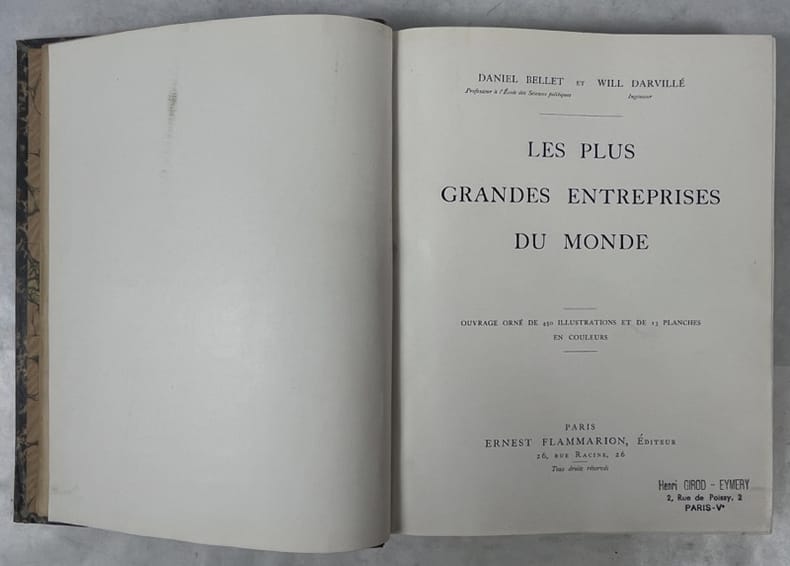 DANIEL BELLET ET WILL DARVILLÉ
Professeur à l'École des Sciences politiques Ingénieur
LES PLUS
GRANDES ENTREPRISES
DU MONDE
OUVRAGE ORNÉ DE 450 ILLUSTRATIONS ET DE 13 PLANCHES
EN COULEURS
PARIS
ERNEST FLAMMARION, ÉDITEUR
26, RUE RACINE, 26
Tous droits réservés
Henri GIROD - EYMERY
2, Rue de Poissy, 2
PARIS-Vᵉ